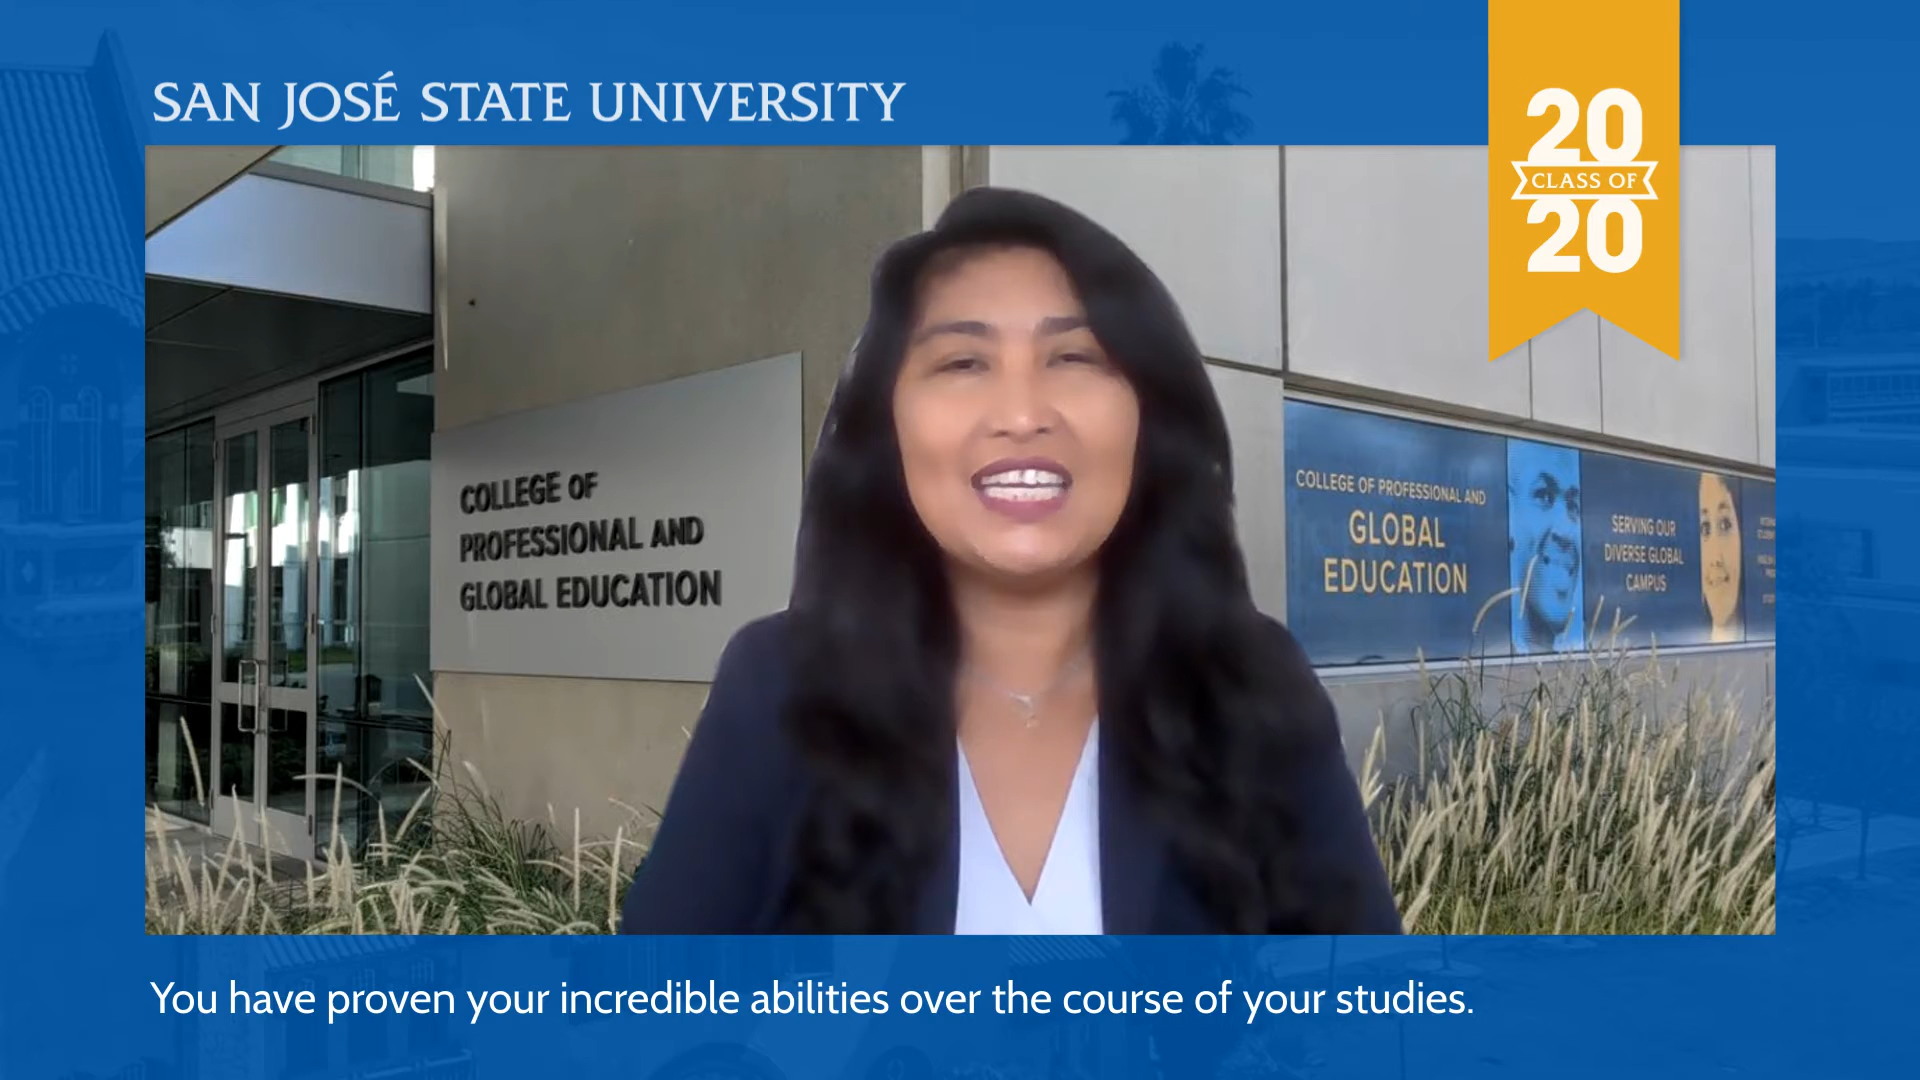 SAN JOSÉ STATE UNIVERSITY
20
CLASS OF
20
COLLEGE OF
PROFESSIONAL AND
GLOBAL EDUCATION
COLLEGE OF PROFESSIONAL AND
GLOBAL
EDUCATION
SERVING OUR
DIVERSE GLOBAL
CAMPUS
You have proven your incredible abilities over the course of your studies.